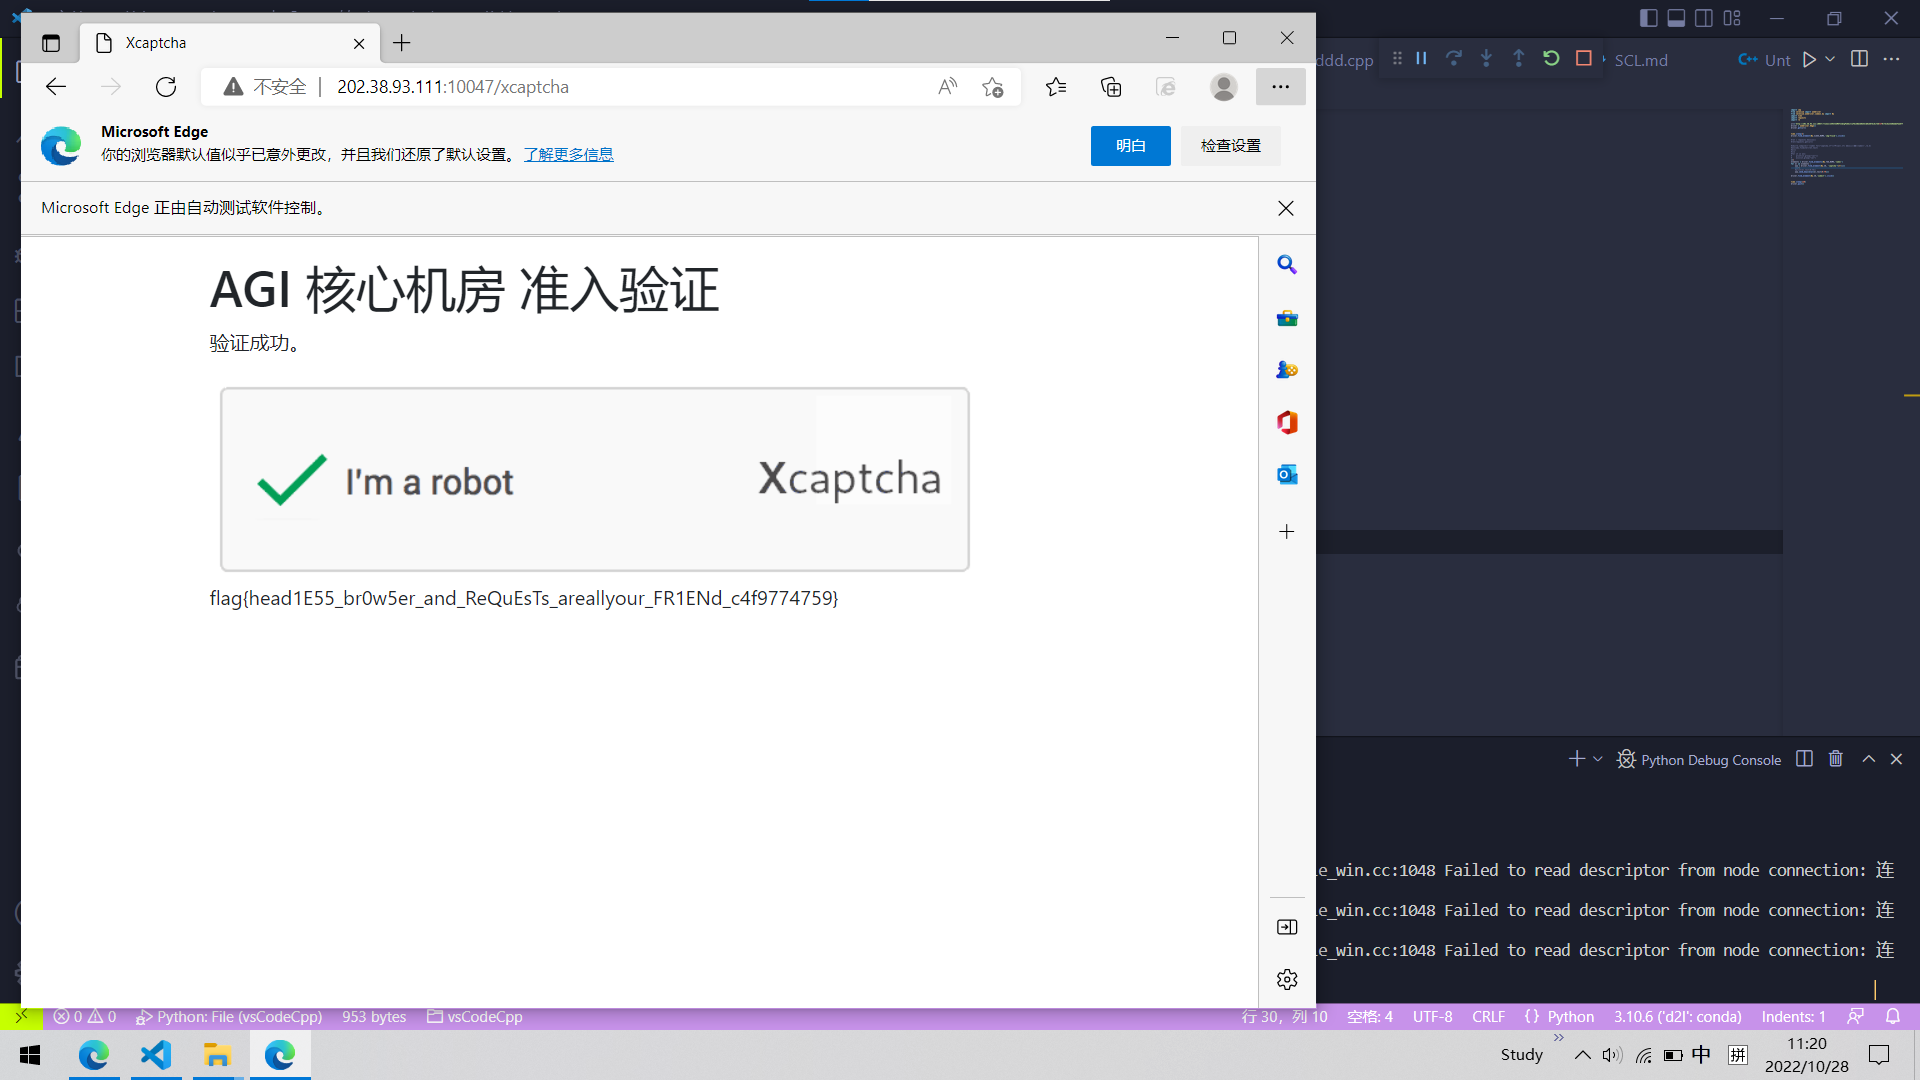 Xcaptcha
不安全
202.38.93.111:10047/xcaptcha
Microsoft Edge
你的浏览器默认值似乎已意外更改，并且我们还原了默认设置。 了解更多信息
明白
检查设置
Microsoft Edge 正由自动测试软件控制。
AGI 核心机房 准入验证
验证成功。
I'm a robot
Xcaptcha
flag{head1E55_br0w5er_and_ReQuEsTs_areallyour_FR1ENd_c4f9774759}
ddd.cpp
SCL.md
Unt
Python Debug Console
e_win.cc:1048 Failed to read descriptor from node connection: 连
e_win.cc:1048 Failed to read descriptor from node connection: 连
e_win.cc:1048 Failed to read descriptor from node connection: 连
0 0 Python: File (vsCodeCpp) 953 bytes vsCodeCpp
行 30，列 10 空格: 4 UTF-8 CRLF {} Python 3.10.6 ('d2l': conda) Indents: 1
Study
中
拼
11:20
2022/10/28